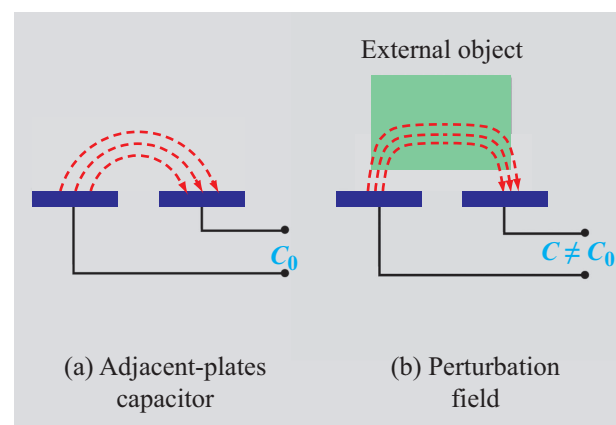 External object
C₀
C ≠ C₀
(a) Adjacent-plates
capacitor
(b) Perturbation
field